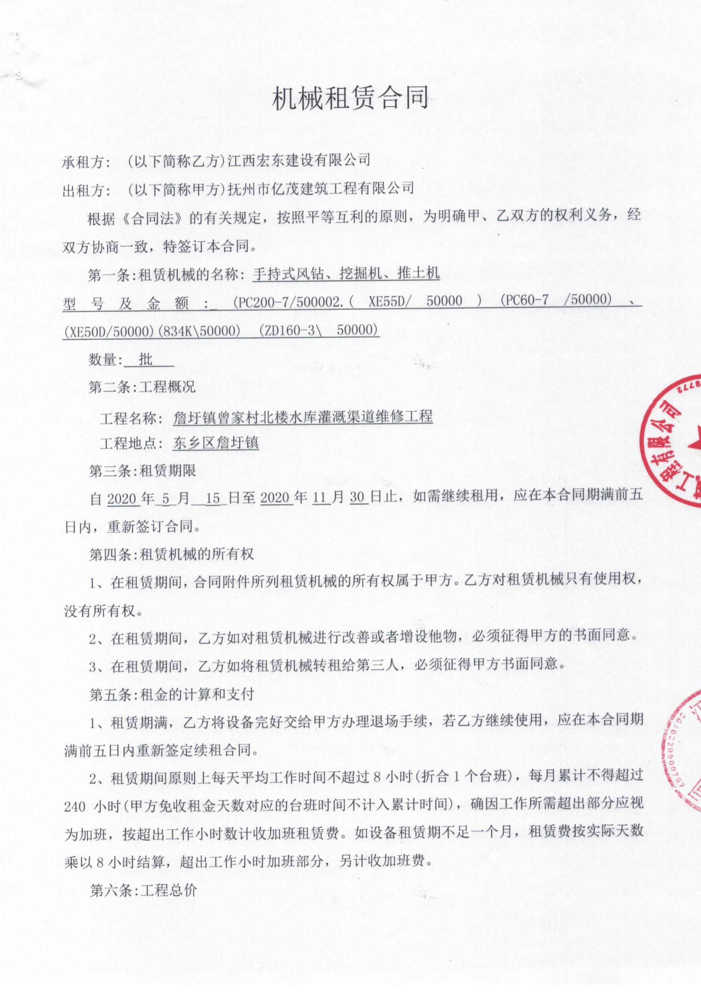 机械租赁合同
承租方: (以下简称乙方)江西宏东建设有限公司
出租方: (以下简称甲方)抚州市亿茂建筑工程有限公司
根据《合同法》的有关规定，按照平等互利的原则，为明确甲、乙双方的权利义务，经
双方协商一致，特签订本合同。
第一条:租赁机械的名称: 手持式风钻、挖掘机、推土机
型号及金额: (PC200-7/500002.( XE55D/ 50000 ) (PC60-7 /50000) 、
(XE50D/50000)(834K\50000) (ZD160-3\ 50000)
数量: 批
第二条:工程概况
工程名称: 詹圩镇曾家村北楼水库灌溉渠道维修工程
工程地点: 东乡区詹圩镇
第三条:租赁期限
自 2020 年 5 月 15 日至 2020 年 11 月 30 日止，如需继续租用，应在本合同期满前五
日内，重新签订合同。
第四条:租赁机械的所有权
1、在租赁期间，合同附件所列租赁机械的所有权属于甲方。乙方对租赁机械只有使用权，
没有所有权。
2、在租赁期间，乙方如对租赁机械进行改善或者增设他物，必须征得甲方的书面同意。
3、在租赁期间，乙方如将租赁机械转租给第三人，必须征得甲方书面同意。
第五条:租金的计算和支付
1、租赁期满，乙方将设备完好交给甲方办理退场手续，若乙方继续使用，应在本合同期
满前五日内重新签定续租合同。
2、租赁期间原则上每天平均工作时间不超过 8 小时(折合 1 个台班)，每月累计不得超过
240 小时(甲方免收租金天数对应的台班时间不计入累计时间)，确因工作所需超出部分应视
为加班，按超出工作小时数计收加班租赁费。如设备租赁期不足一个月，租赁费按实际天数
乘以 8 小时结算，超出工作小时加班部分，另计收加班费。
第六条:工程总价
工程有限公司
9772
江